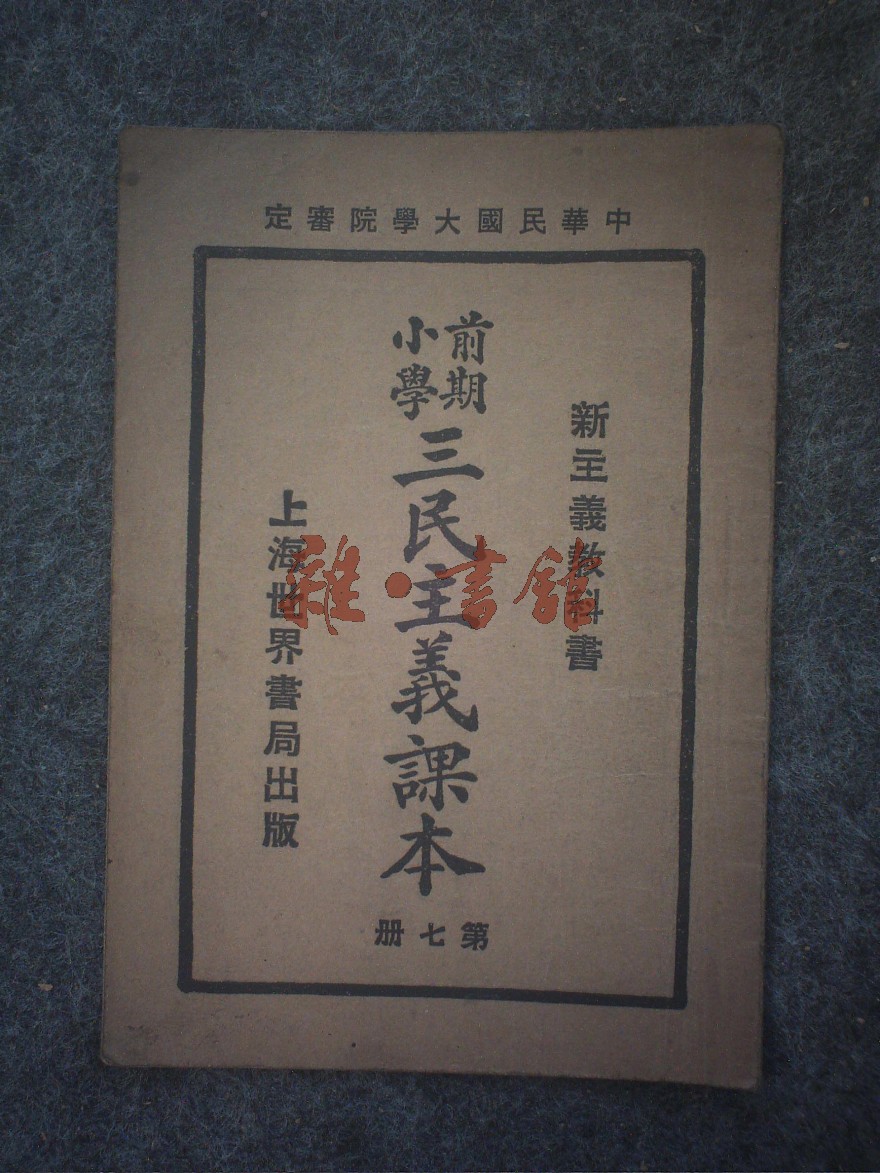 中華民國大學院審定
新主義教科書
前期
小學
三民主義課本
第七册
上海世界書局出版
雜·書館